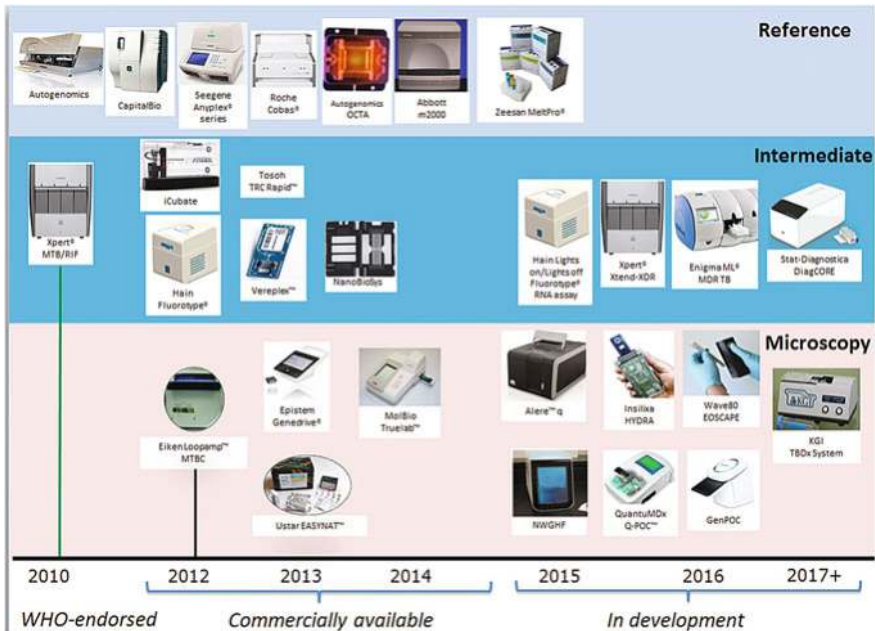 Reference
Autogenomics
CapitalBio
Seegene
Anyplex®
series
Roche
Cobas®
Autogenomics
OCTA
Abbott
m2000
Zeesan MeltPro®
Intermediate
Xpert®
MTB/RIF
iCubate
Tosoh
TRC Rapid™
Hain
Fluorotype®
Vereplex™
NanoBioSys
Hain Lights
on/Lights off
Fluorotype®
RNA assay
Xpert®
Xtend-XDR
Enigma ML®
MDR TB
Stat-Diagnostica
DiagCORE
Microscopy
Eiken Loopamp™
MTBC
Epistem
Genedrive®
MolBio
Truelab™
Ustar EASYNAT™
Alere™ q
Insilixa
HYDRA
Wave80
EOSCAPE
KGI
KGI
TBDx System
NWGHF
QuantuMDx
Q-POC™
GenPOC
2010
2012
2013
2014
2015
2016
2017+
WHO-endorsed
Commercially available
In development